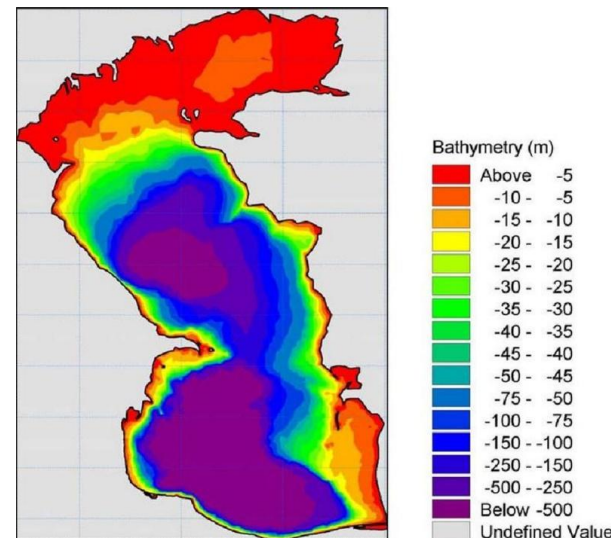 Bathymetry (m)
Above -5
-10 - -5
-15 - -10
-20 - -15
-25 - -20
-30 - -25
-35 - -30
-40 - -35
-45 - -40
-50 - -45
-75 - -50
-100 - -75
-150 - -100
-250 - -150
-500 - -250
Below -500
Undefined Value